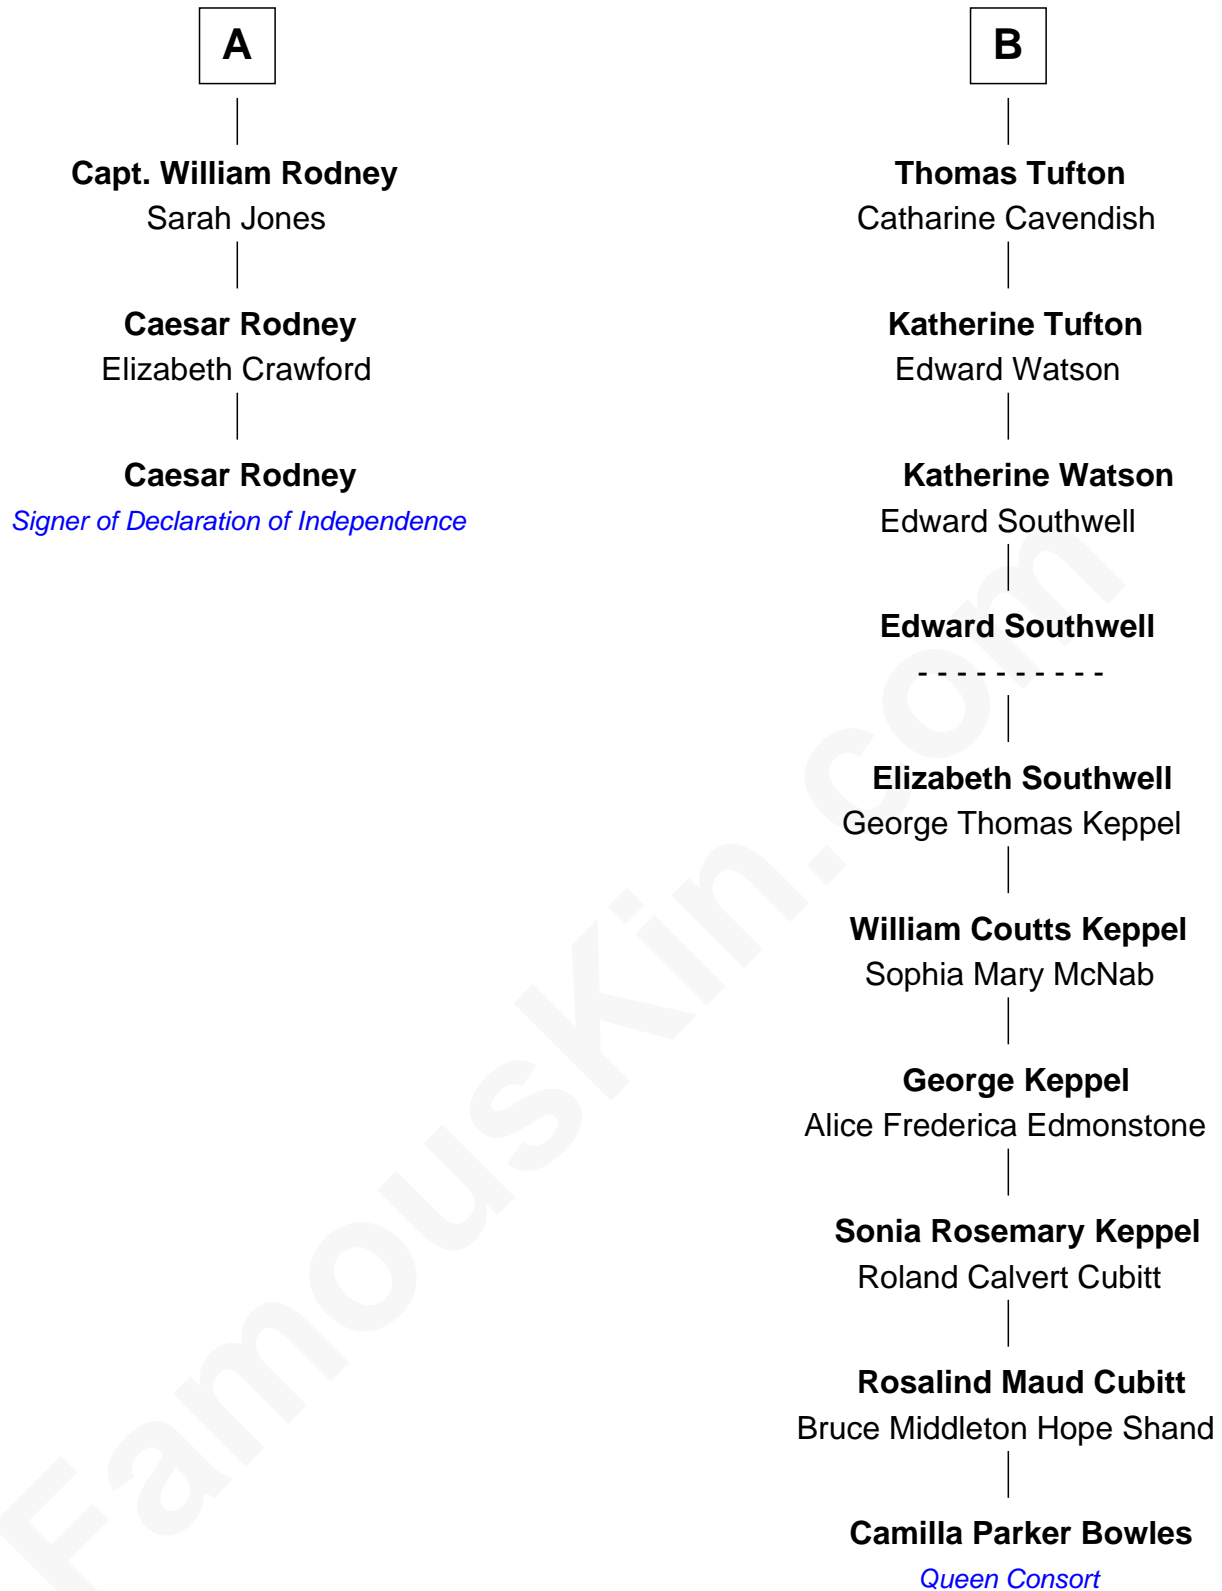 A
Capt. William Rodney
Sarah Jones
Caesar Rodney
Elizabeth Crawford
Caesar Rodney
Signer of Declaration of Independence
B
Thomas Tufton
Catharine Cavendish
Katherine Tufton
Edward Watson
Katherine Watson
Edward Southwell
Edward Southwell
- - - - - - - - - -
Elizabeth Southwell
George Thomas Keppel
William Coutts Keppel
Sophia Mary McNab
George Keppel
Alice Frederica Edmonstone
Sonia Rosemary Keppel
Roland Calvert Cubitt
Rosalind Maud Cubitt
Bruce Middleton Hope Shand
Camilla Parker Bowles
Queen Consort
FamousKin.com